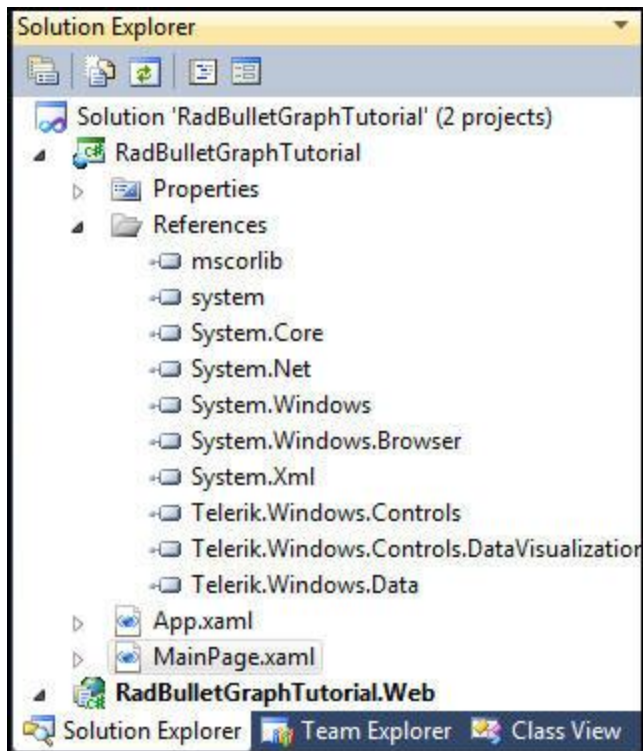 Solution Explorer
Solution 'RadBulletGraphTutorial' (2 projects)
RadBulletGraphTutorial
Properties
References
mscorlib
system
System.Core
System.Net
System.Windows
System.Windows.Browser
System.Xml
Telerik.Windows.Controls
Telerik.Windows.Controls.DataVisualization
Telerik.Windows.Data
App.xaml
MainPage.xaml
RadBulletGraphTutorial.Web
Solution Explorer Team Explorer Class View